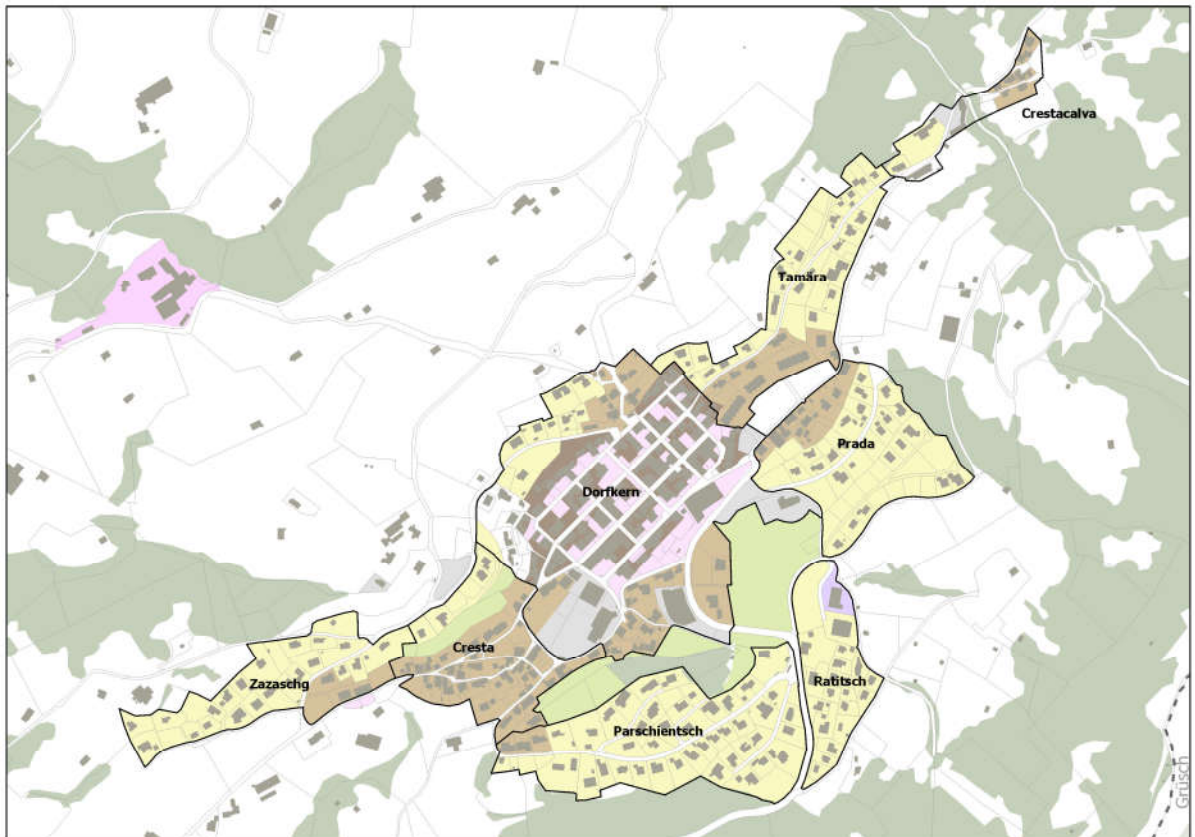 Crestacalva
Tamära
Prada
Dorfkern
Cresta
Zazaschg
Ratitsch
Parschientsch
Grüsch